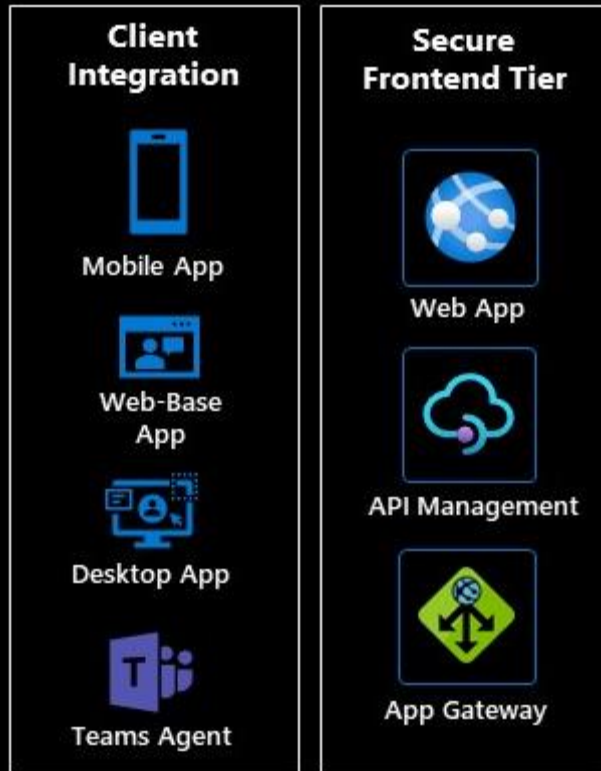 Client
Integration
Mobile App
Web-Base
App
Desktop App
T
Teams Agent
Secure
Frontend Tier
Web App
API Management
App Gateway